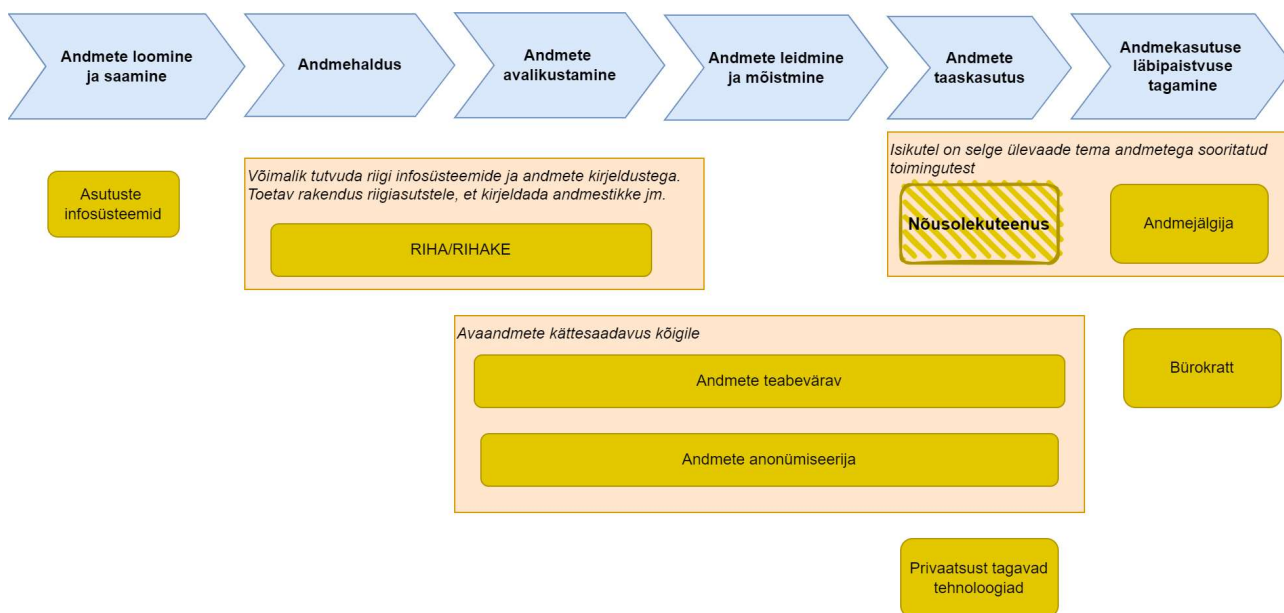 Andmete loomine
ja saamine
Andmehaldus
Andmete
avalikustamine
Andmete leidmine
ja mõistmine
Andmete
taaskasutus
Andmekasutuse
läbipaistvuse
tagamine
Asutuste
infosüsteemid
Võimalik tutvuda riigi infosüsteemide ja andmete kirjeldustega.
Toetav rakendus riigiasutstele, et kirjeldada andmestikke jm.
RIHA/RIHAKE
Isikutel on selge ülevaade tema andmetega sooritatud
toimingutest
Nõusolekuteenus
Andmejälgija
Avaandmete kättesaadavus kõigile
Andmete teabevärav
Bürokratt
Andmete anonümiseerija
Privaatsust tagavad
tehnoloogiad